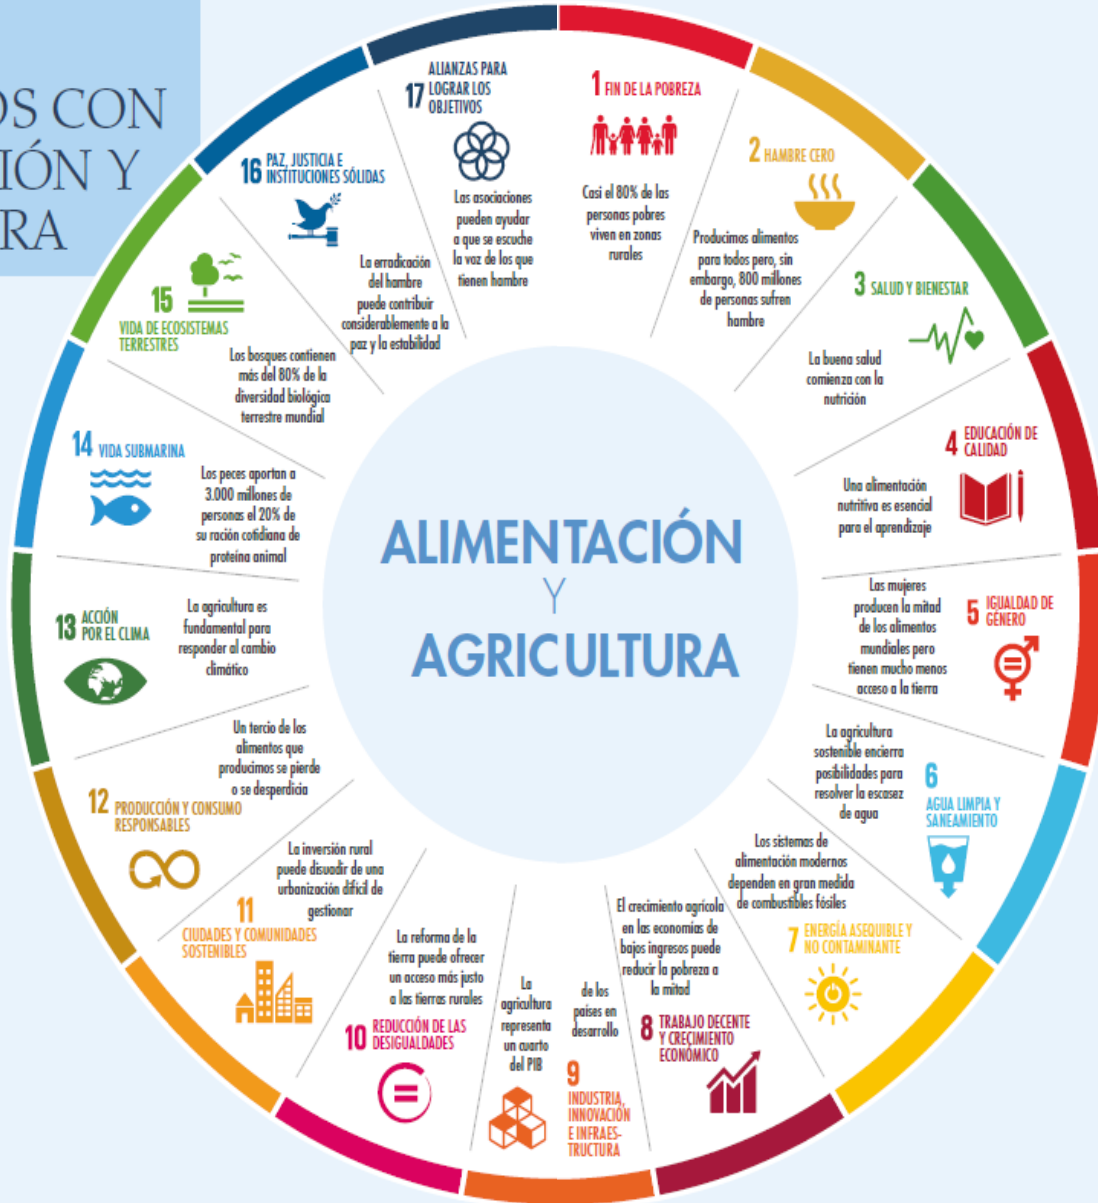 OS CON
IÓN Y
RA
ALIMENTACIÓN
Y
AGRICULTURA
1 FIN DE LA POBREZA
Casi el 80% de las
personas pobres
viven en zonas
rurales
2 HAMBRE CERO
Producimos alimentos
para todos pero, sin
embargo, 800 millones
de personas sufren
hambre
3 SALUD Y BIENESTAR
La buena salud
comienza con la
nutrición
4 EDUCACIÓN DE
CALIDAD
Una alimentación
nutritiva es esencial
para el aprendizaje
5 IGUALDAD DE
GÉNERO
Las mujeres
producen la mitad
de los alimentos
mundiales pero
tienen mucho menos
acceso a la tierra
6
AGUA LIMPIA Y
SANEAMIENTO
La agricultura
sostenible encierra
posibilidades para
resolver la escasez
de agua
7 ENERGÍA ASEQUIBLE Y
NO CONTAMINANTE
Los sistemas de
alimentación modernos
dependen en gran medida
de combustibles fósiles
8 TRABAJO DECENTE
Y CRECIMIENTO
ECONÓMICO
El crecimiento agrícola
en las economías de
bajos ingresos puede
reducir la pobreza a
la mitad
9
INDUSTRIA,
INNOVACIÓN
E INFRAES-
TRUCTURA
La
agricultura
representa
un cuarto
del PIB
de los
países en
desarrollo
10 REDUCCIÓN DE LAS
DESIGUALDADES
La reforma de la
tierra puede ofrecer
un acceso más justo
a las tierras rurales
11
CIUDADES Y COMUNIDADES
SOSTENIBLES
La inversión rural
puede disuadir de una
urbanización difícil de
gestionar
12 PRODUCCIÓN Y CONSUMO
RESPONSABLES
Un tercio de los
alimentos que
producimos se pierde
o se desperdicia
13 ACCIÓN
POR EL CLIMA
La agricultura es
fundamental para
responder al cambio
climático
14 VIDA SUBMARINA
Los peces aportan a
3.000 millones de
personas el 20% de
su ración cotidiana de
proteína animal
15
VIDA DE ECOSISTEMAS
TERRESTRES
Los bosques contienen
más del 80% de la
diversidad biológica
terrestre mundial
16 PAZ, JUSTICIA E
INSTITUCIONES SÓLIDAS
La erradicación
del hambre
puede contribuir
considerablemente a la
paz y la estabilidad
17 ALIANZAS PARA
LOGRAR LOS
OBJETIVOS
Las asociaciones
pueden ayudar
a que se escuche
la voz de los que
tienen hambre